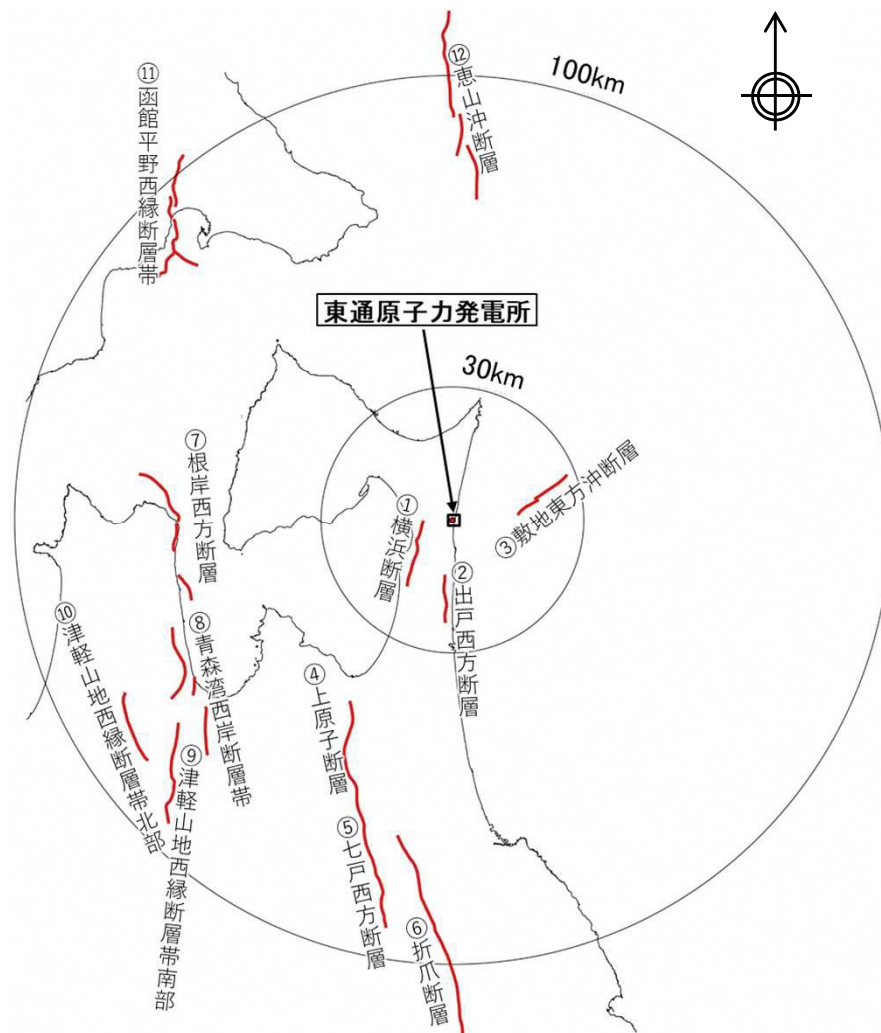 ⑫恵山沖断層
100km
⑪函館平野西縁断層帯
東通原子力発電所
30km
⑦根岸西方断層
①横浜断層
③敷地東方沖断層
②出戸西方断層
⑩津軽山地西縁断層帯北部
⑧青森湾西岸断層帯
④上原子断層
⑨津軽山地西縁断層帯南部
⑤七戸西方断層
⑥折爪断層